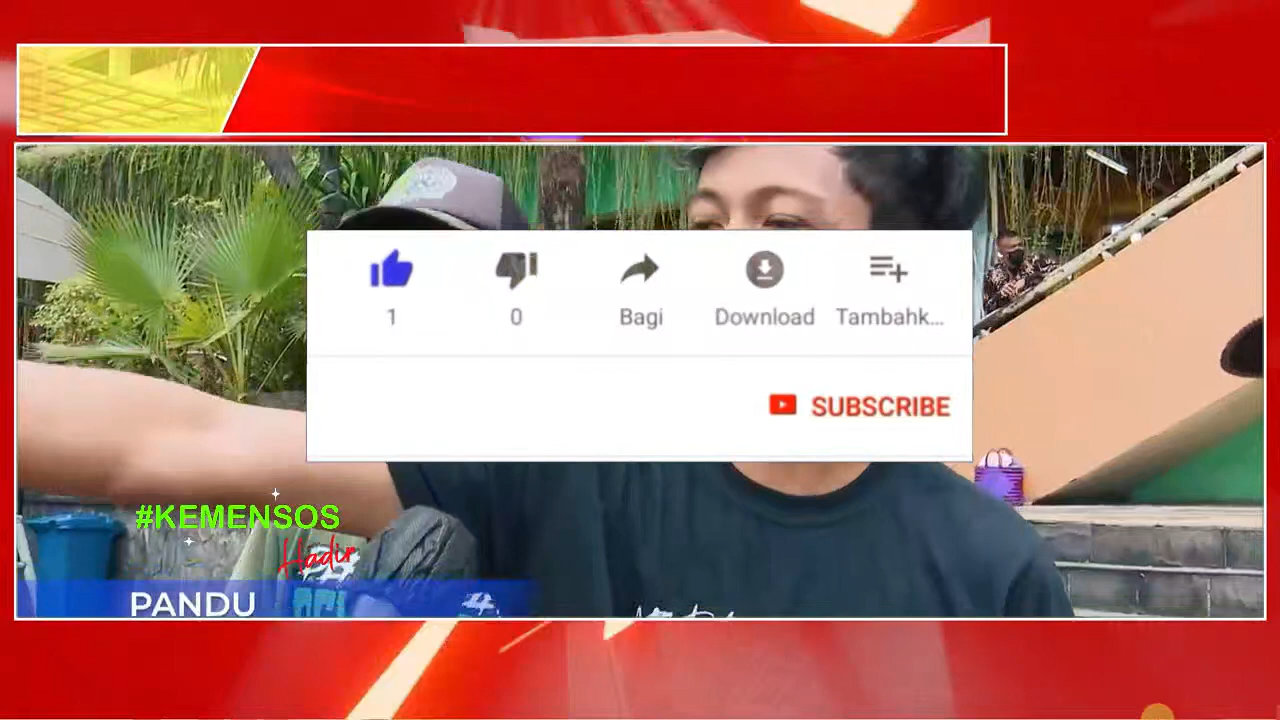 1
0
Bagi
Download
Tambahk...
SUBSCRIBE
#KEMENSOS
Hadir
PANDU